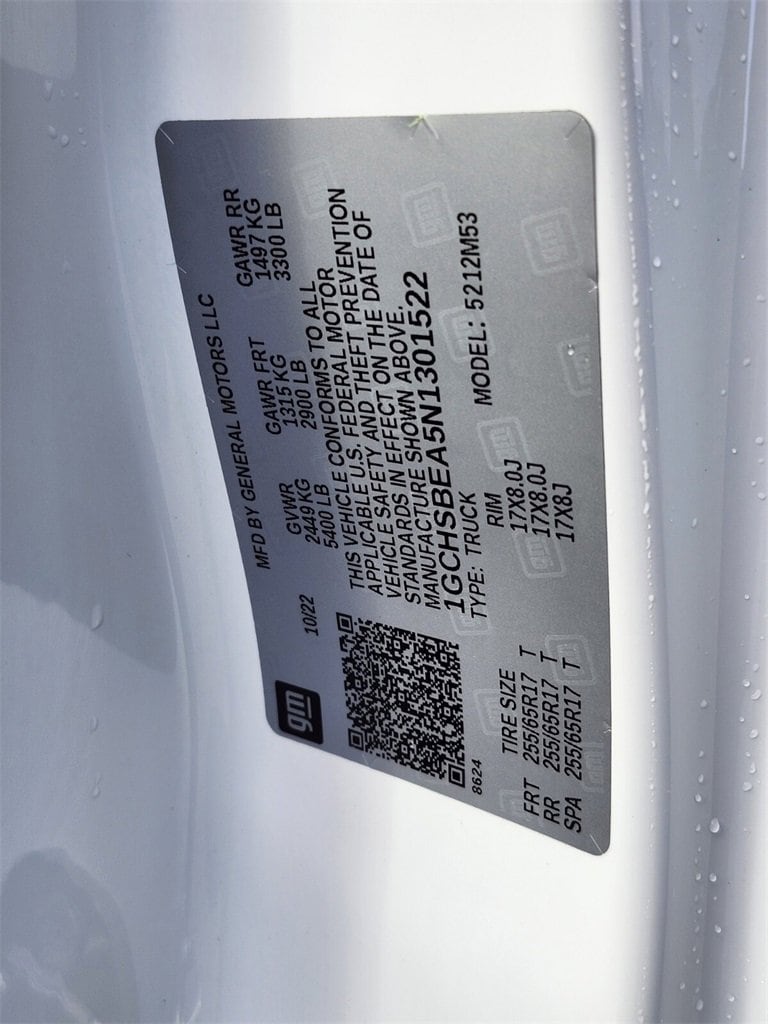 gm
MFD BY GENERAL MOTORS LLC
10/22
GVWR GAWR FRT GAWR RR
2449 KG 1315 KG 1497 KG
5400 LB 2900 LB 3300 LB
THIS VEHICLE CONFORMS TO ALL
APPLICABLE U.S. FEDERAL MOTOR
VEHICLE SAFETY AND THEFT PREVENTION
STANDARDS IN EFFECT ON THE DATE OF
MANUFACTURE SHOWN ABOVE.
1GCHSBEA5N1301522
TYPE: TRUCK MODEL: 5212M53
8624
TIRE SIZE RIM
FRT 255/65R17 T 17X8.0J
RR 255/65R17 T 17X8.0J
SPA 255/65R17 T 17X8J